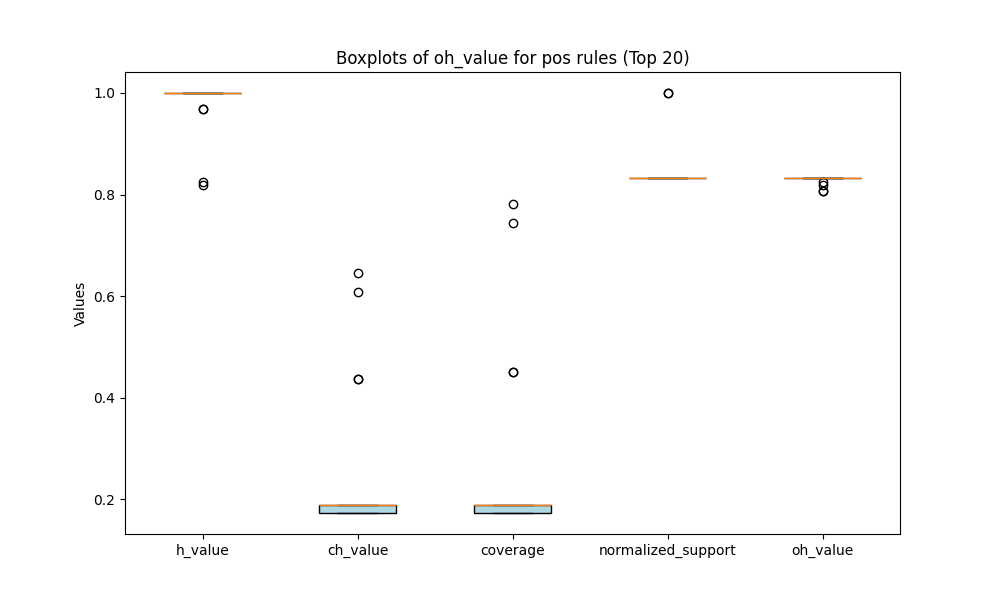 Boxplots of oh_value for pos rules (Top 20)
1.0
0.8
0.6
0.4
0.2
Values
h_value
ch_value
coverage
normalized_support
oh_value